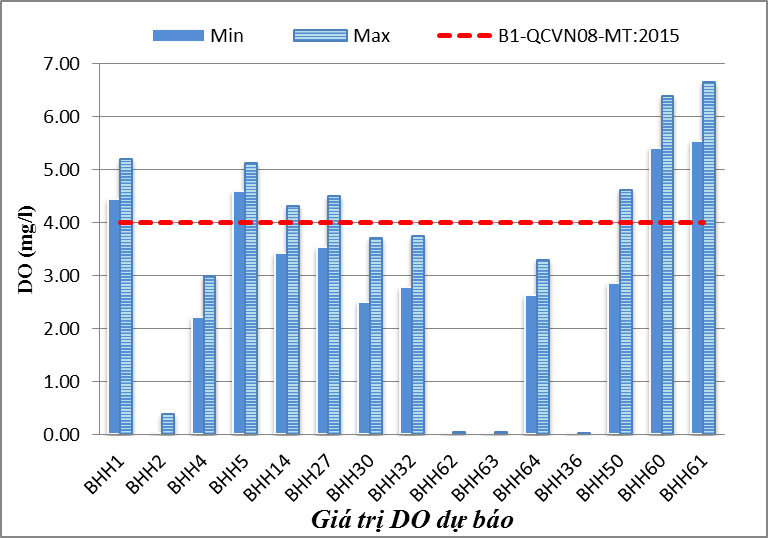 Min Max B1-QCVN08-MT:2015
7.00
6.00
5.00
4.00
3.00
2.00
1.00
0.00
DO (mg/l)
BHH1 BHH2 BHH4 BHH5 BHH14 BHH27 BHH30 BHH32 BHH62 BHH63 BHH64 BHH36 BHH50 BHH60 BHH61
Giá trị DO dự báo